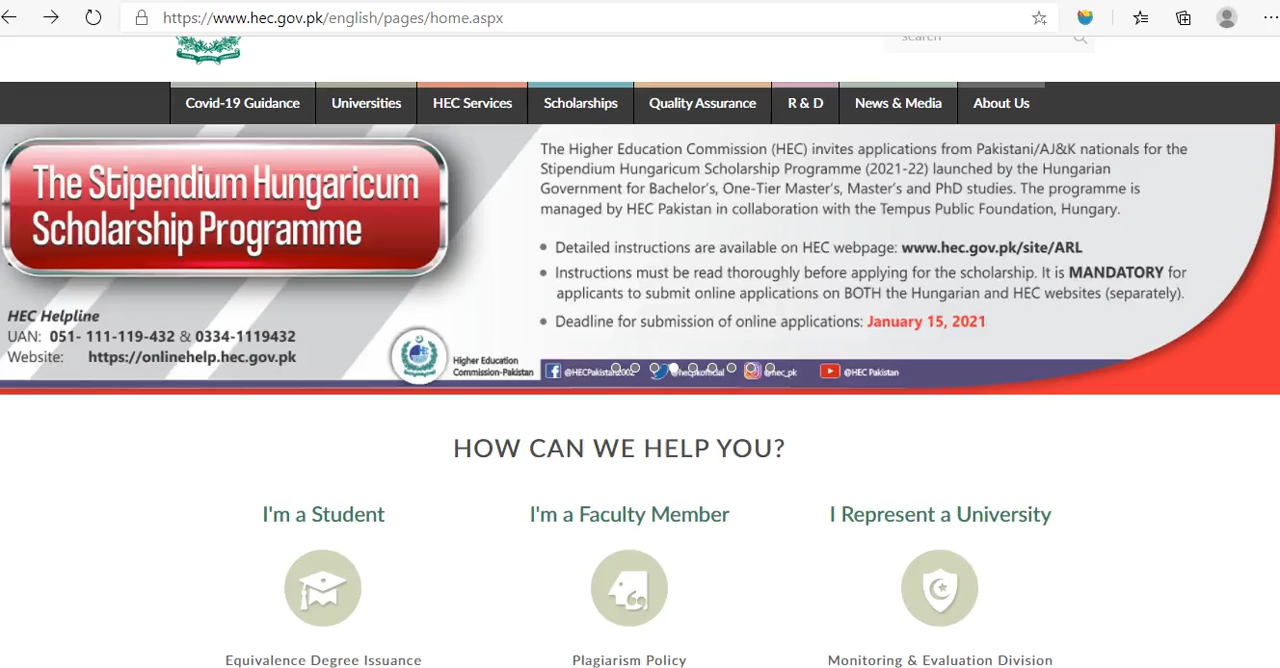 https://www.hec.gov.pk/english/pages/home.aspx
search
Covid-19 Guidance
Universities
HEC Services
Scholarships
Quality Assurance
R & D
News & Media
About Us
The Stipendium Hungaricum
Scholarship Programme
The Higher Education Commission (HEC) invites applications from Pakistani/AJ&K nationals for the
Stipendium Hungaricum Scholarship Programme (2021-22) launched by the Hungarian
Government for Bachelor's, One-Tier Master's, Master's and PhD studies. The programme is
managed by HEC Pakistan in collaboration with the Tempus Public Foundation, Hungary.
• Detailed instructions are available on HEC webpage: www.hec.gov.pk/site/ARL
• Instructions must be read thoroughly before applying for the scholarship. It is MANDATORY for
applicants to submit online applications on BOTH the Hungarian and HEC websites (separately).
• Deadline for submission of online applications: January 15, 2021
HEC Helpline
UAN: 051- 111-119-432 & 0334-1119432
Website: https://onlinehelp.hec.gov.pk
Higher Education
Commission-Pakistan
@HECPakistan2002
@hecpkofficial
@hec_pk
@HEC Pakistan
HOW CAN WE HELP YOU?
I'm a Student
I'm a Faculty Member
I Represent a University
Equivalence Degree Issuance
Plagiarism Policy
Monitoring & Evaluation Division